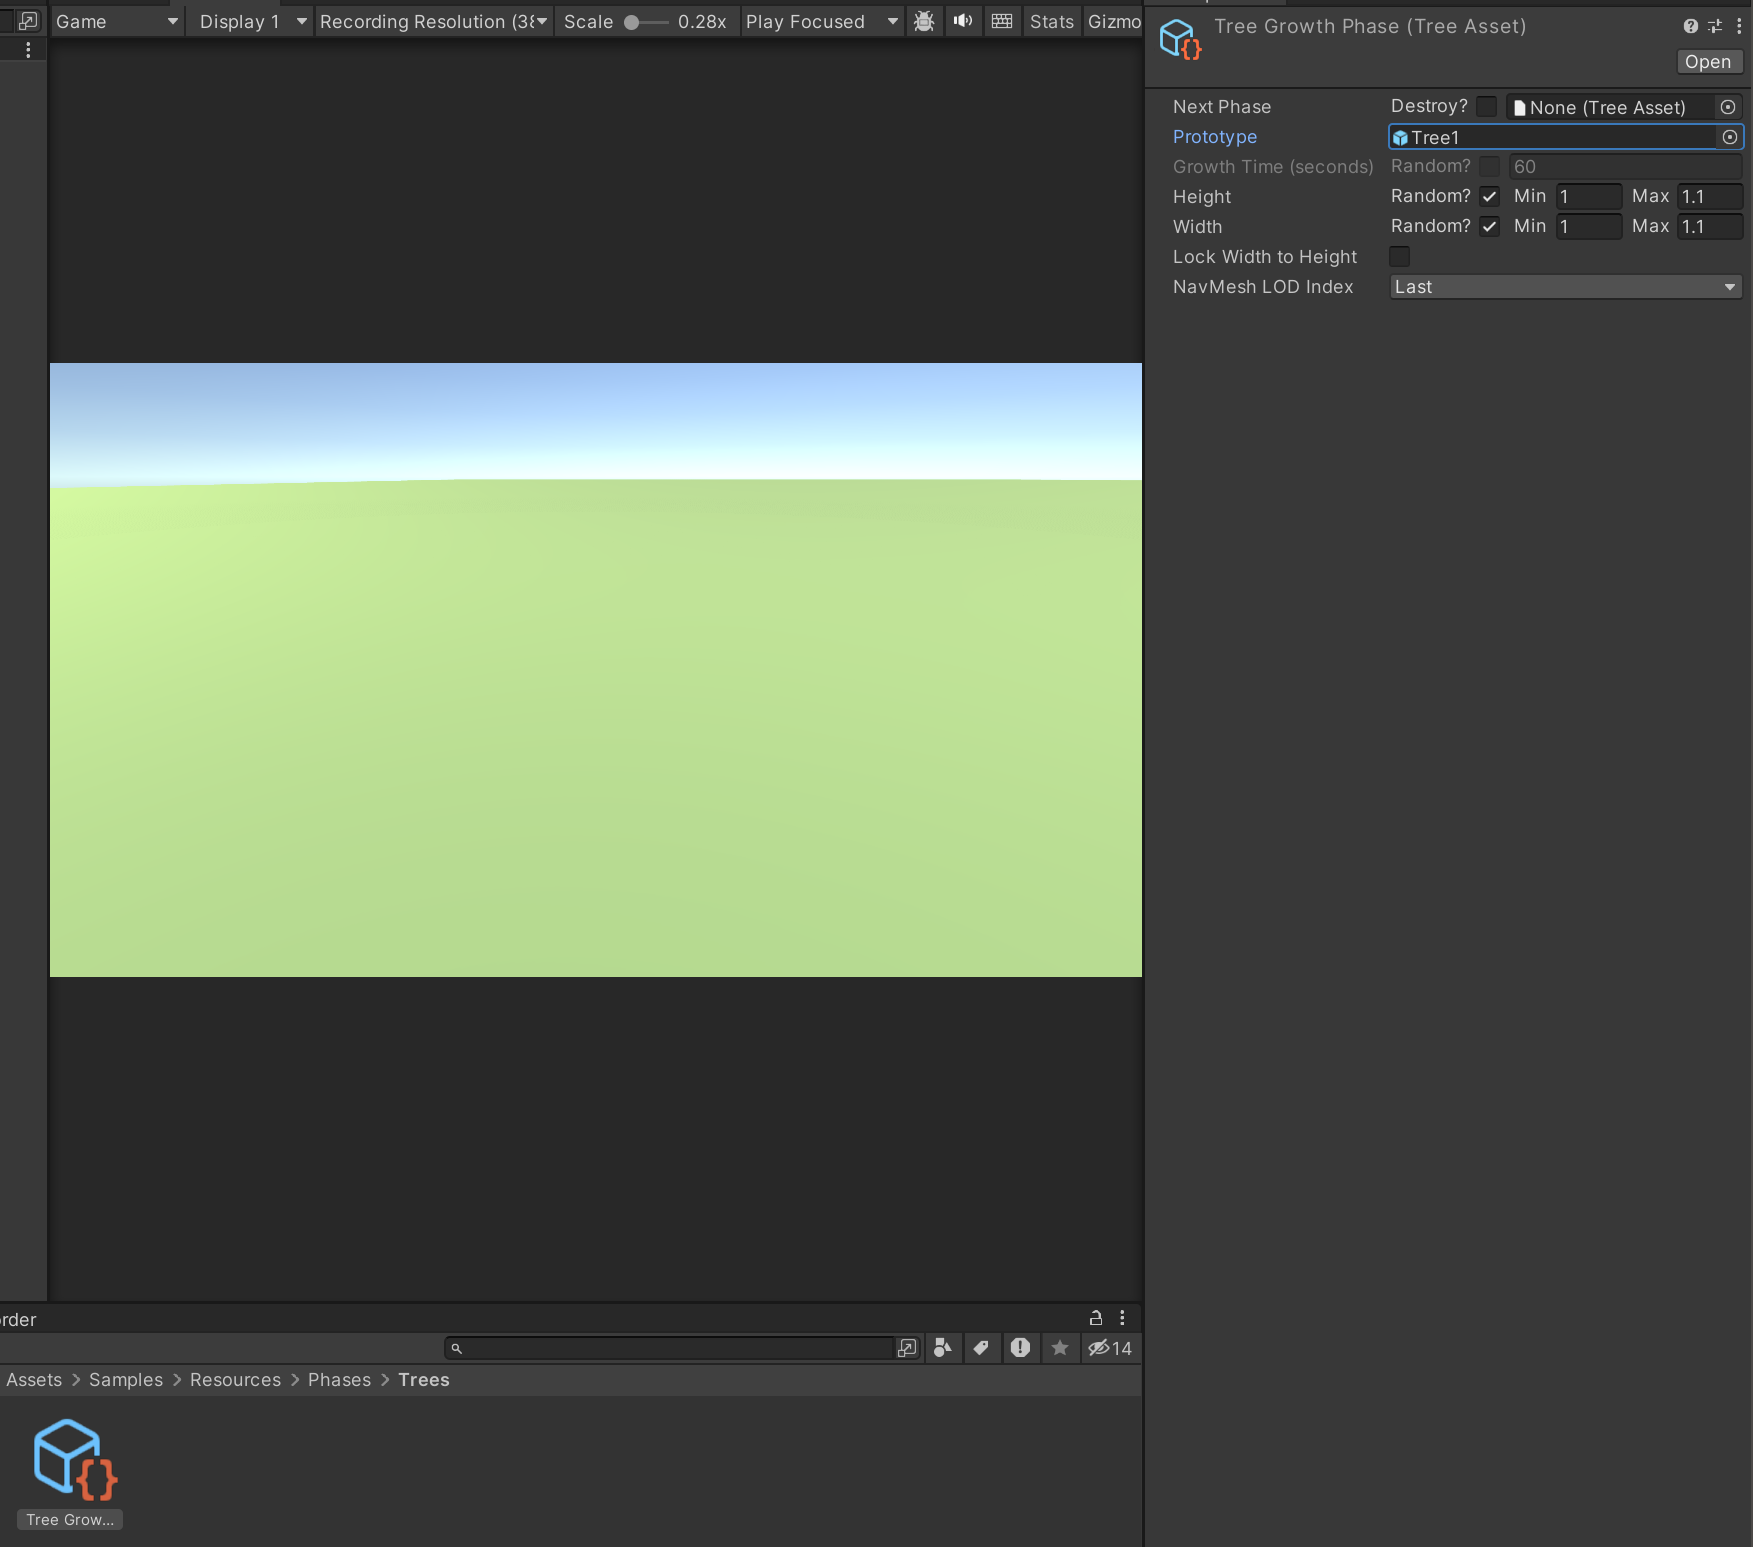 Game Display 1 Recording Resolution (38 Scale 0.28x Play Focused Stats Gizmo
Tree Growth Phase (Tree Asset)
Open
Next Phase Destroy? None (Tree Asset)
Prototype Tree1
Growth Time (seconds) Random? 60
Height Random? Min 1 Max 1.1
Width Random? Min 1 Max 1.1
Lock Width to Height
NavMesh LOD Index Last
order
14
Assets > Samples > Resources > Phases > Trees
Tree Grow...